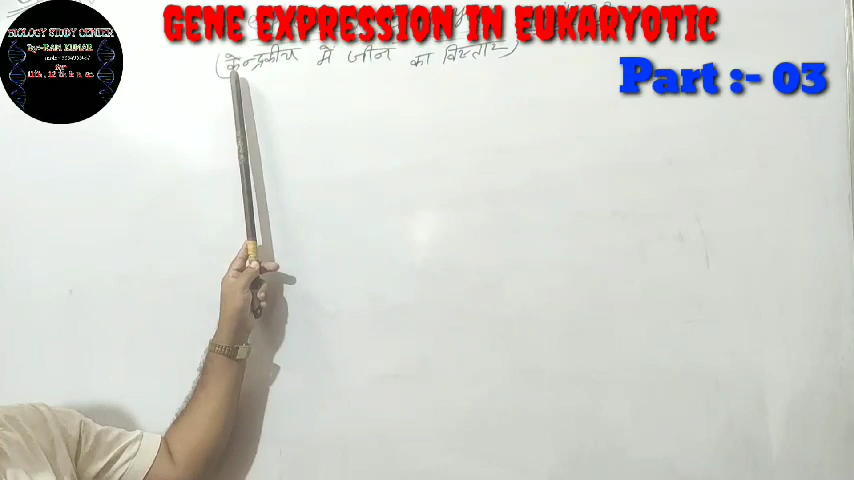 BIOLOGY STUDY CENTER
By:- RAM KUMAR
GENE EXPRESSION IN EUKARYOTIC
(केन्द्रकीय में जीन का विस्तार)
Part :- 03